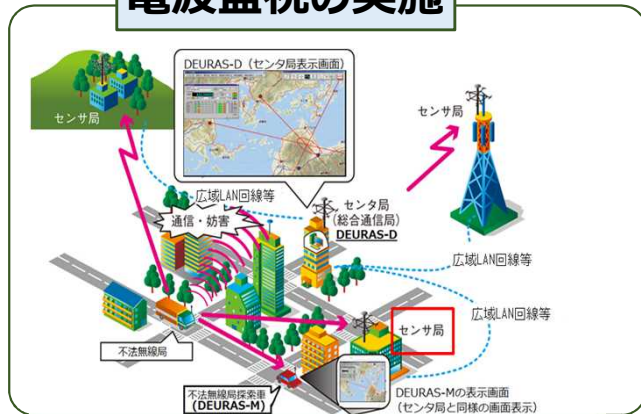 電波監視の実施
DEURAS-D（センタ局表示画面）
センサ局
センサ局
広域LAN回線等
通信・妨害
センタ局
（総合通信局）
DEURAS-D
広域LAN回線等
広域LAN回線等
センサ局
不法無線局
不法無線局探索車
(DEURAS-M)
DEURAS-Mの表示画面
（センタ局と同様の画面表示）